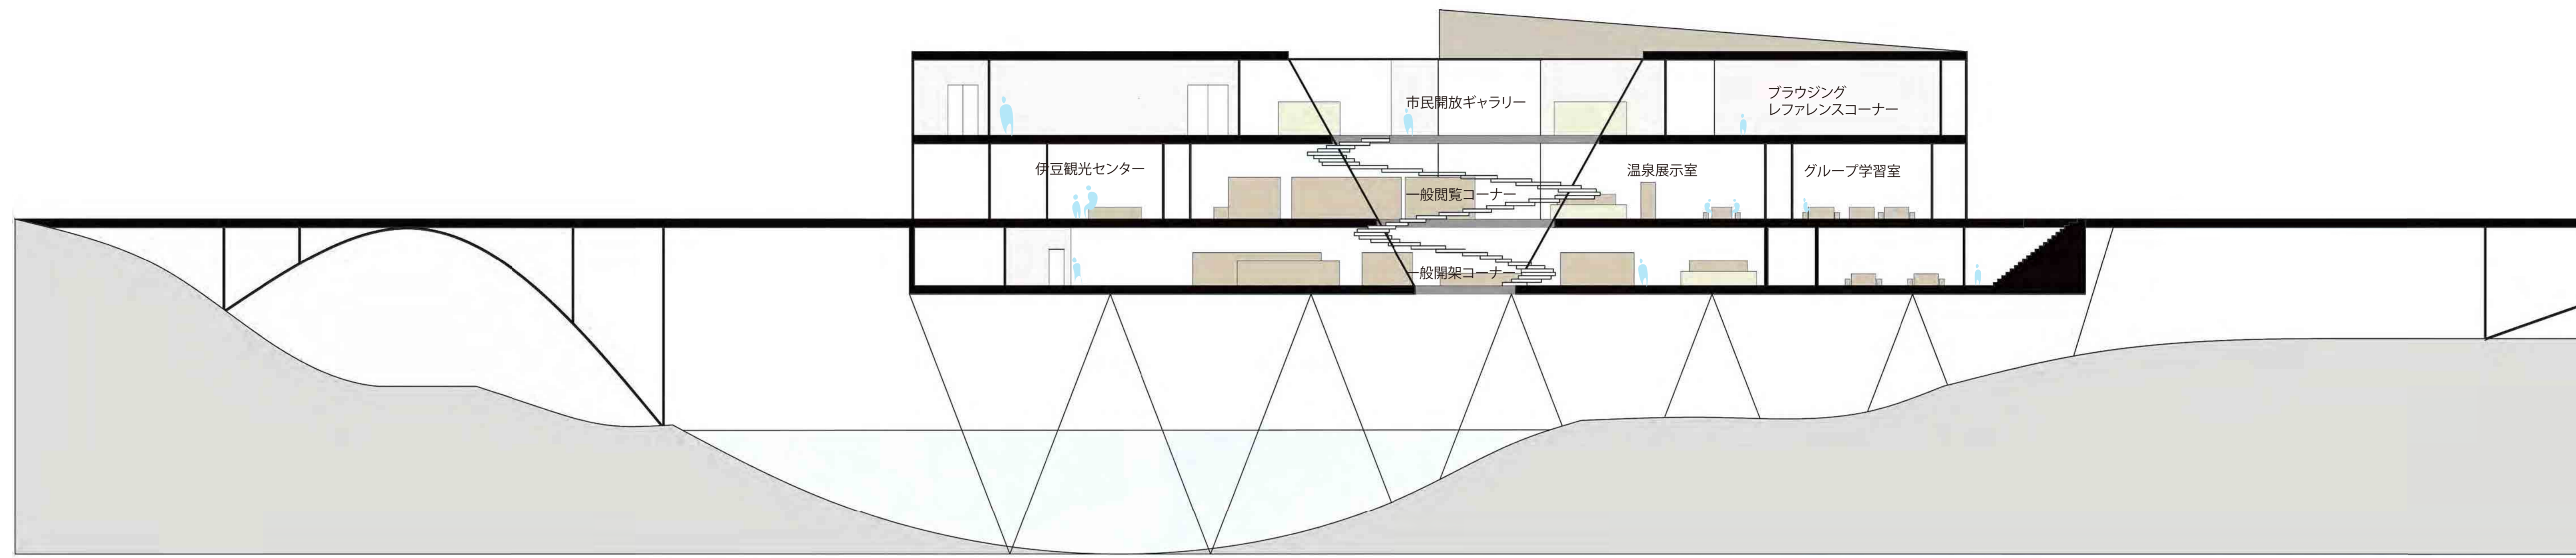 市民開放ギャラリー
ブラウジング
レファレンスコーナー
伊豆観光センター
一般閲覧コーナー
温泉展示室
グループ学習室
一般開架コーナー